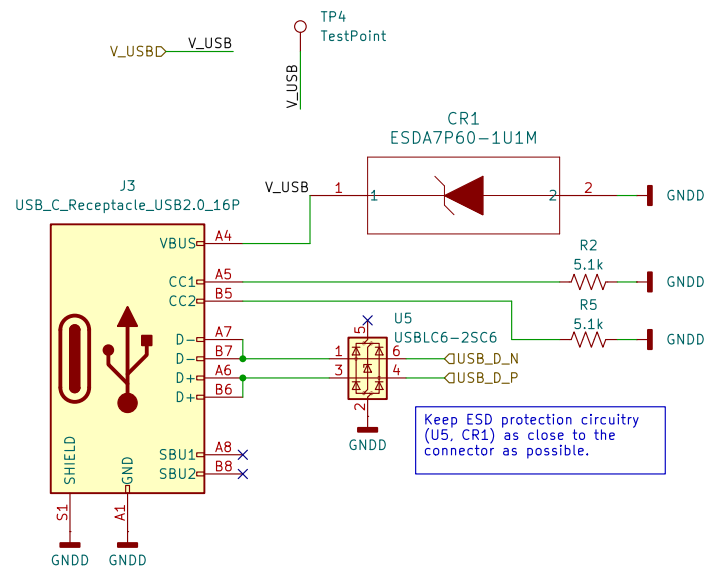 TP4
TestPoint
V_USB
V_USB
V_USB
CR1
ESDA7P60-1U1M
J3
USB_C_Receptacle_USB2.0_16P
V_USB
1
1
2
2
GNDD
VBUS
A4
R2
5.1k
CC1
A5
GNDD
CC2
B5
R5
5.1k
GNDD
U5
USBLC6-2SC6
5
D-
A7
D-
B7
1
6
USB_D_N
D+
A6
3
4
USB_D_P
D+
B6
2
GNDD
Keep ESD protection circuitry
(U5, CR1) as close to the
connector as possible.
SBU1
A8
SBU2
B8
SHIELD
GND
S1
A1
GNDD
GNDD